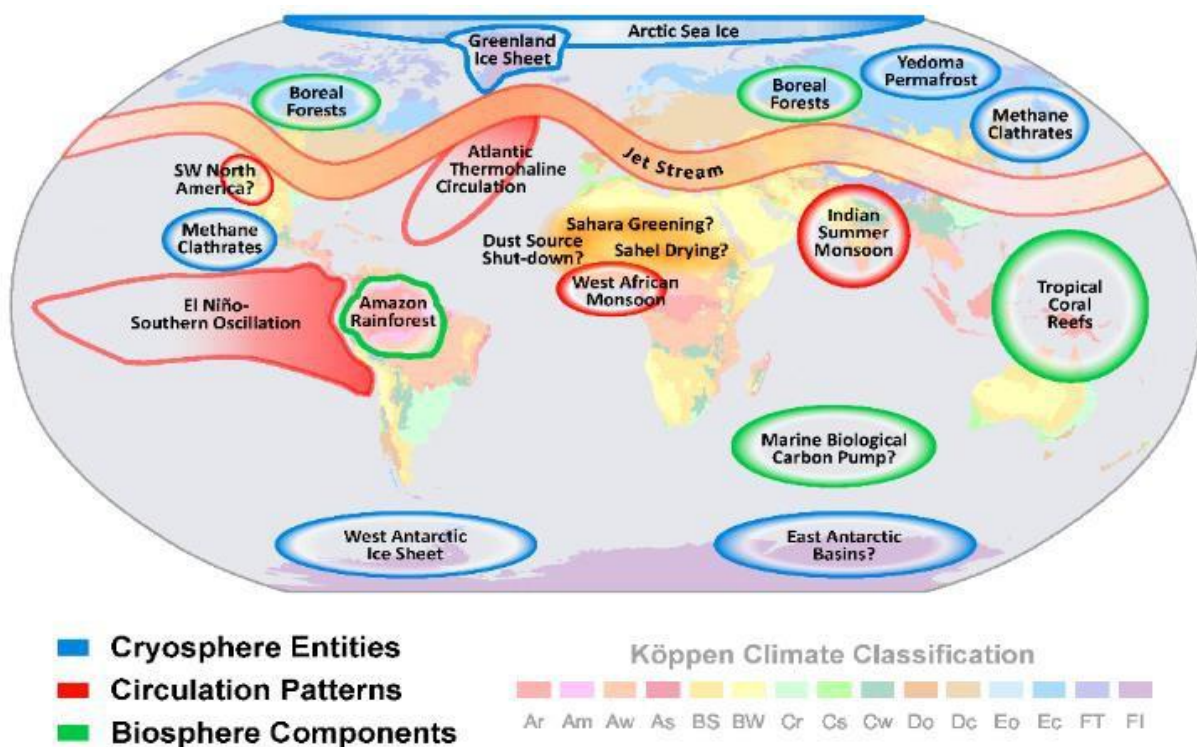 Arctic Sea Ice
Greenland
Ice Sheet
Yedoma
Permafrost
Boreal
Forests
Boreal
Forests
Methane
Clathrates
Jet Stream
Atlantic
Thermohaline
Circulation
SW North
America?
Methane
Clathrates
Sahara Greening?
Dust Source
Shut-down?
Sahel Drying?
Indian
Summer
Monsoon
West African
Monsoon
El Niño-
Southern Oscillation
Amazon
Rainforest
Tropical
Coral
Reefs
Marine Biological
Carbon Pump?
West Antarctic
Ice Sheet
East Antarctic
Basins?
Cryosphere Entities
Circulation Patterns
Biosphere Components
Köppen Climate Classification
Ar Am Aw As BS BW Cr Cs Cw Do Dc Eo Ec FT FI